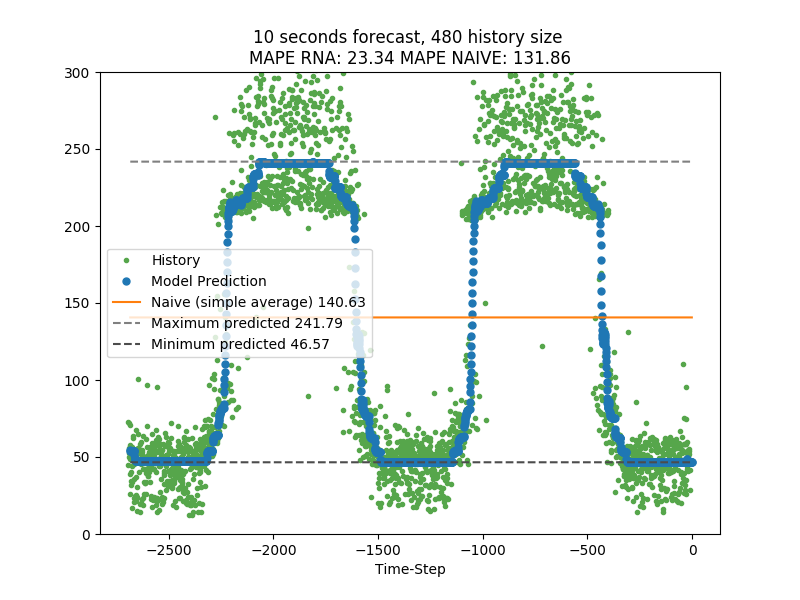 10 seconds forecast, 480 history size
MAPE RNA: 23.34 MAPE NAIVE: 131.86
300
250
200
150
100
50
0
History
Model Prediction
Naive (simple average) 140.63
Maximum predicted 241.79
Minimum predicted 46.57
−2500 −2000 −1500 −1000 −500 0
Time-Step